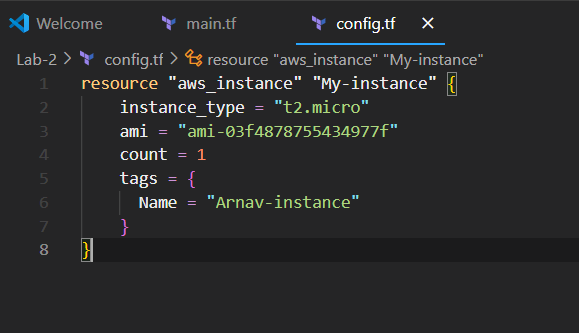 Welcome main.tf config.tf
Lab-2 > config.tf > resource "aws_instance" "My-instance"
1 resource "aws_instance" "My-instance" {
2 instance_type = "t2.micro"
3 ami = "ami-03f4878755434977f"
4 count = 1
5 tags = {
6 Name = "Arnav-instance"
7 }
8 }